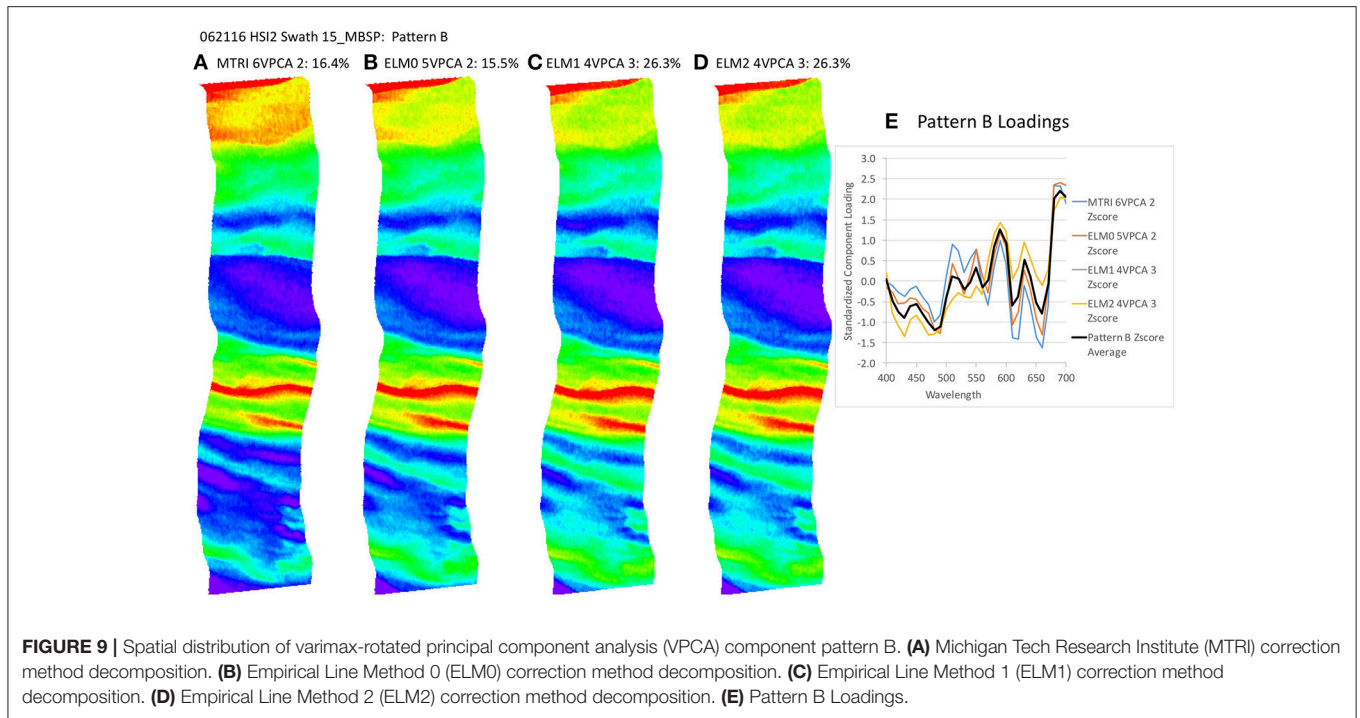 062116 HSI2 Swath 15_MBSP: Pattern B
A MTRI 6VPCA 2: 16.4%
B ELM0 5VPCA 2: 15.5%
C ELM1 4VPCA 3: 26.3%
D ELM2 4VPCA 3: 26.3%
E Pattern B Loadings
Standardized Component Loading
3.0
2.5
2.0
1.5
1.0
0.5
0.0
-0.5
-1.0
-1.5
-2.0
400 450 500 550 600 650 700
Wavelength
MTRI 6VPCA 2
Zscore
ELM0 5VPCA 2
Zscore
ELM1 4VPCA 3
Zscore
ELM2 4VPCA 3
Zscore
Pattern B Zscore
Average
FIGURE 9 | Spatial distribution of varimax-rotated principal component analysis (VPCA) component pattern B. (A) Michigan Tech Research Institute (MTRI) correction
method decomposition. (B) Empirical Line Method 0 (ELM0) correction method decomposition. (C) Empirical Line Method 1 (ELM1) correction method
decomposition. (D) Empirical Line Method 2 (ELM2) correction method decomposition. (E) Pattern B Loadings.